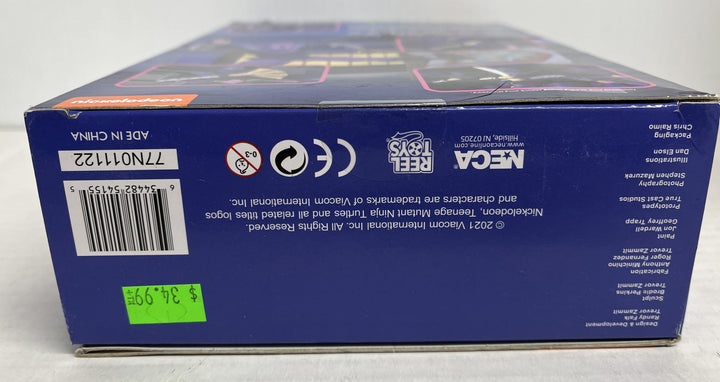 Design & Development
Randy Falk
Trevor Zammit
Sculpt
Brodie Perkins
Trevor Zammit
Fabrication
Anthony Minichino
Roger Fernandez
Trevor Zammit
Paint
Jon Wardell
Geoffrey Trapp
Prototypes
True Cast Studios
Photography
Stephen Mazurek
Illustrations
Dan Elson
Packaging
Chris Raimo
$34.99
© 2021 Viacom International Inc. All Rights Reserved.
Nickelodeon, Teenage Mutant Ninja Turtles and all related titles logos
and characters are trademarks of Viacom International Inc.
NECA
www.necaonline.com
Hillside, NJ 07205
REEL
TOYS
CE
0-3
6 34482 54155 5
77N011122
ADE IN CHINA
nickelodeon